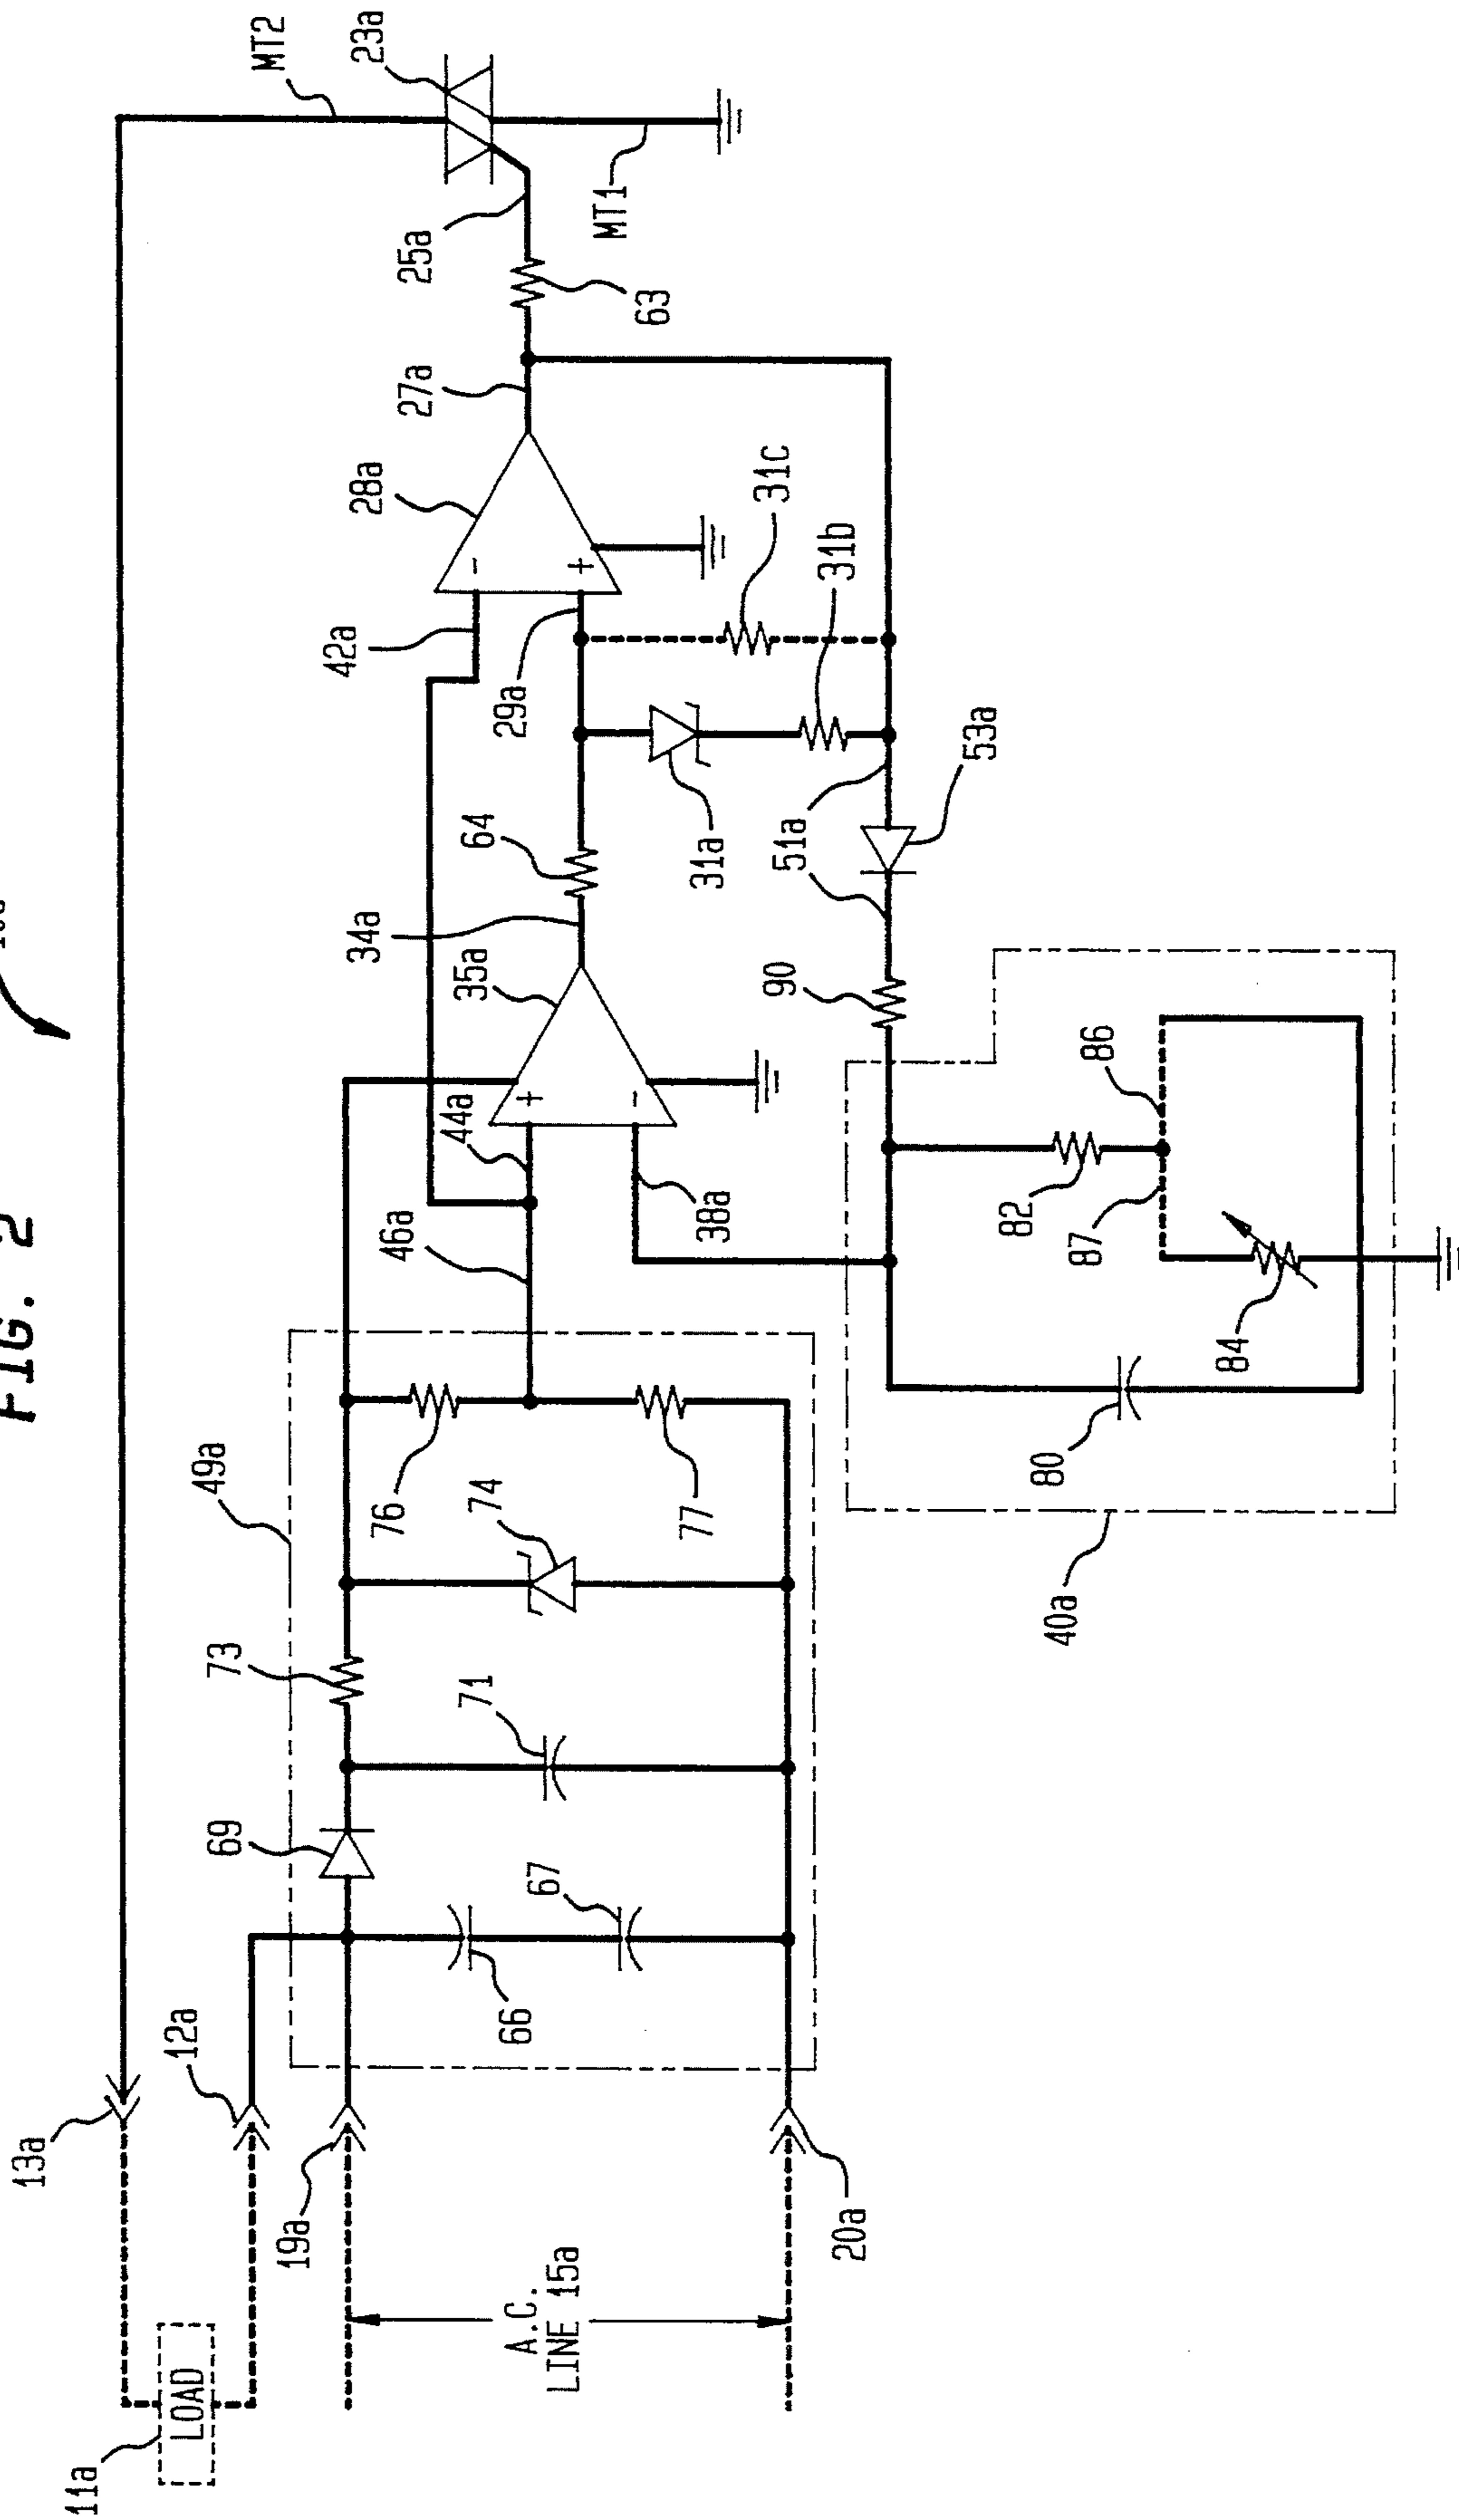 FIG. 2
13a
12a
11a
LOAD
19a
A.C.
LINE 15a
20a
49a
69
66
67
71
73
74
76
77
46a
44a
38a
35a
34a
64
42a
28a
29a
27a
31a
31b
31c
51a
53a
90
63
25a
MT2
23a
MT1
40a
80
82
84
86
87